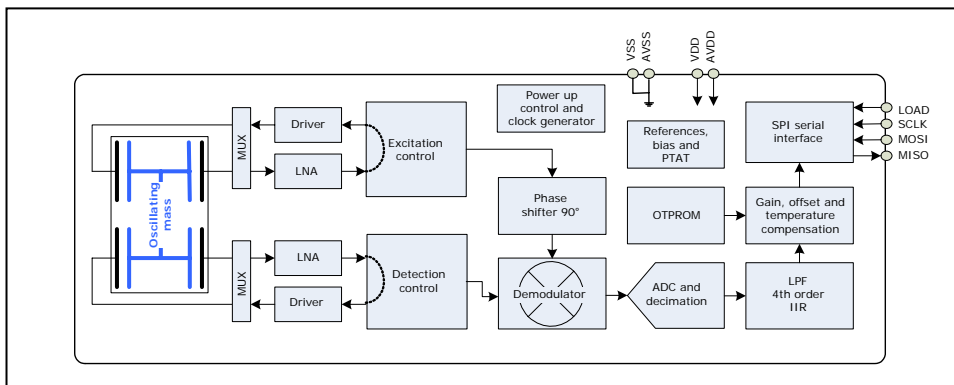 VSS
AVSS
VDD
AVDD
Power up
control and
clock generator
References,
bias and
PTAT
SPI serial
interface
LOAD
SCLK
MOSI
MISO
MUX
Driver
LNA
Excitation
control
Phase
shifter 90°
OTPROM
Gain, offset and
temperature
compensation
Oscillating
mass
MUX
LNA
Driver
Detection
control
Demodulator
ADC and
decimation
LPF
4th order
IIR